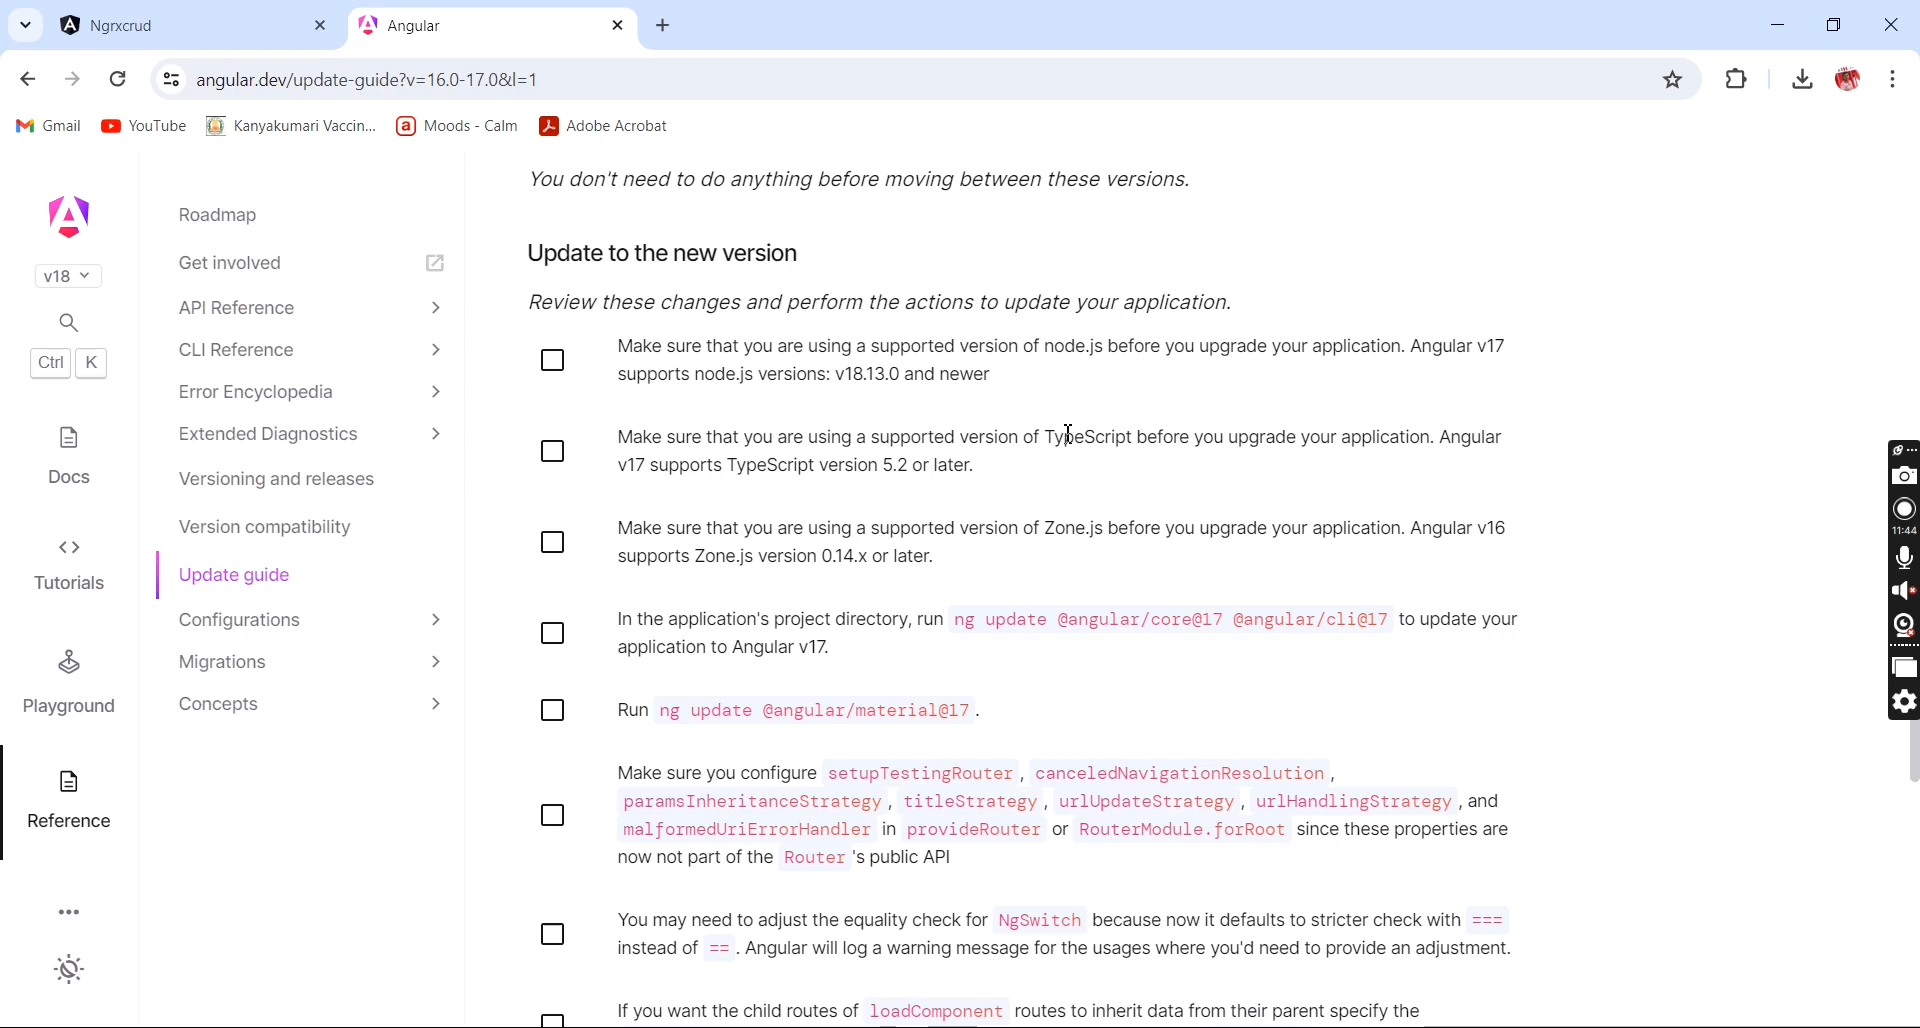 Ngrxcrud
Angular
angular.dev/update-guide?v=16.0-17.0&l=1
Gmail YouTube Kanyakumari Vaccin... Moods - Calm Adobe Acrobat
v18
Ctrl K
Docs
Tutorials
Playground
Reference
Roadmap
Get involved
API Reference
CLI Reference
Error Encyclopedia
Extended Diagnostics
Versioning and releases
Version compatibility
Update guide
Configurations
Migrations
Concepts
You don't need to do anything before moving between these versions.
Update to the new version
Review these changes and perform the actions to update your application.
Make sure that you are using a supported version of node.js before you upgrade your application. Angular v17
supports node.js versions: v18.13.0 and newer
Make sure that you are using a supported version of TypeScript before you upgrade your application. Angular
v17 supports TypeScript version 5.2 or later.
Make sure that you are using a supported version of Zone.js before you upgrade your application. Angular v16
supports Zone.js version 0.14.x or later.
In the application's project directory, run ng update @angular/core@17 @angular/cli@17 to update your
application to Angular v17.
Run ng update @angular/material@17 .
Make sure you configure setupTestingRouter , canceledNavigationResolution ,
paramsInheritanceStrategy , titleStrategy , urlUpdateStrategy , urlHandlingStrategy , and
malformedUriErrorHandler in provideRouter or RouterModule.forRoot since these properties are
now not part of the Router 's public API
You may need to adjust the equality check for NgSwitch because now it defaults to stricter check with ===
instead of == . Angular will log a warning message for the usages where you'd need to provide an adjustment.
If you want the child routes of loadComponent routes to inherit data from their parent specify the
11:44